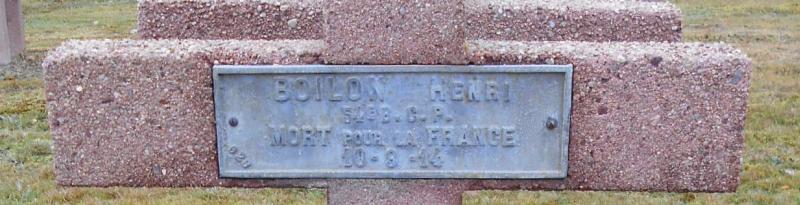 BOILON HENRI
54E B.C.P.
MORT POUR LA FRANCE
10-8-14